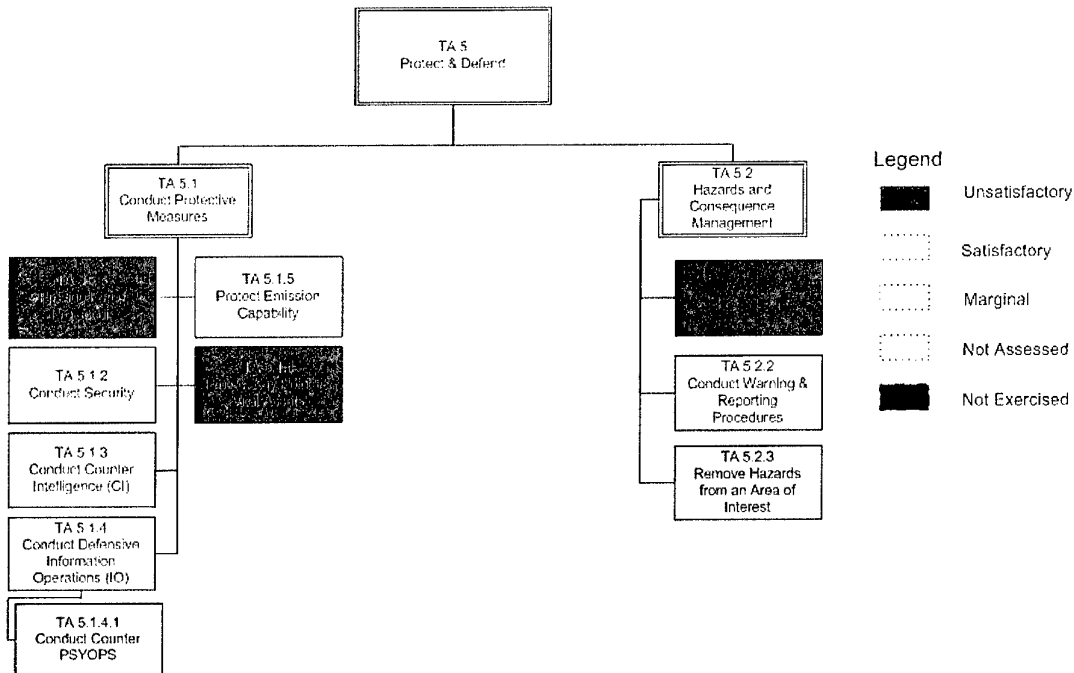 TA 5
Protect & Defend
TA 5.1
Conduct Protective
Measures
TA 5.2
Hazards and
Consequence
Management
Legend
Unsatisfactory
Satisfactory
Marginal
Not Assessed
Not Exercised
TA 5.1.5
Protect Emission
Capability
TA 5.1.2
Conduct Security
TA 5.1.3
Conduct Counter
Intelligence (CI)
TA 5.1.4
Conduct Defensive
Information
Operations (IO)
TA 5.1.4.1
Conduct Counter
PSYOPS
TA 5.2.2
Conduct Warning &
Reporting
Procedures
TA 5.2.3
Remove Hazards
from an Area of
Interest